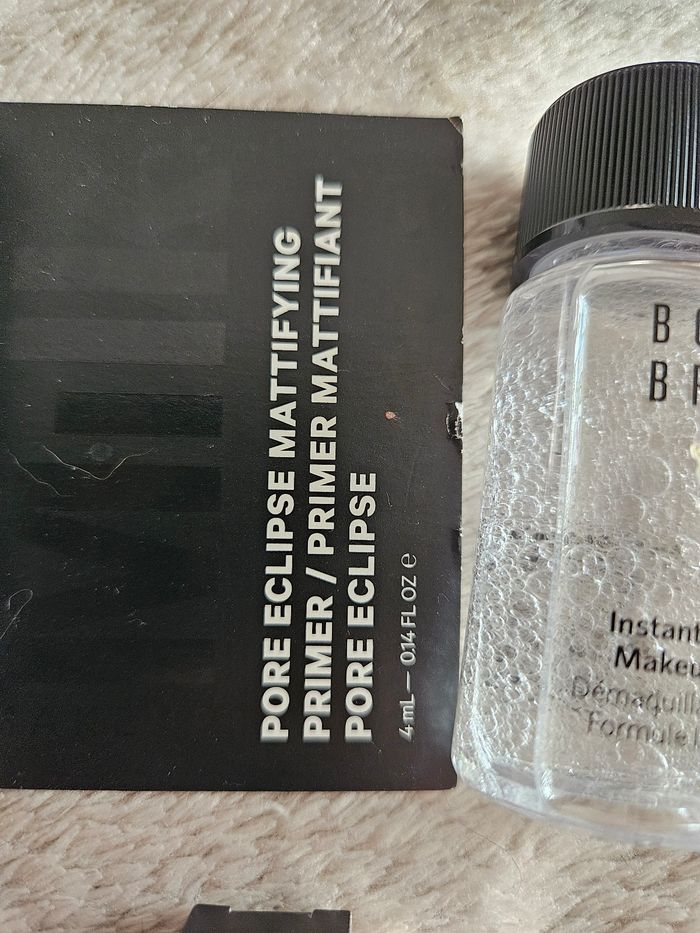 PORE ECLIPSE MATTIFYING
PRIMER / PRIMER MATTIFIANT
PORE ECLIPSE
4 mL — 0.14 FL OZ e
B
B
Instant
Makeu
Démaquill
Formule